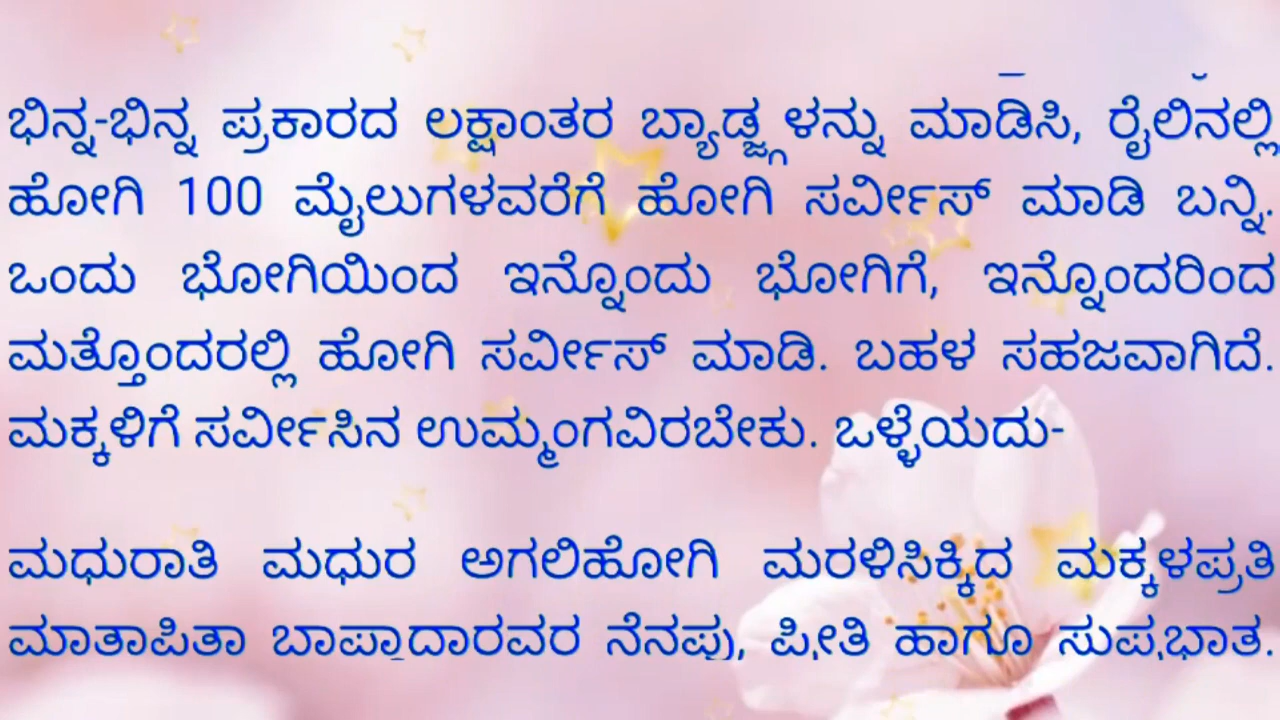 ಭಿನ್ನ-ಭಿನ್ನ ಪ್ರಕಾರದ ಲಕ್ಷಾಂತರ ಬ್ಯಾಡ್ಜ್ಗಳನ್ನು ಮಾಡಿಸಿ, ರೈಲಿನಲ್ಲಿ
ಹೋಗಿ 100 ಮೈಲುಗಳವರೆಗೆ ಹೋಗಿ ಸರ್ವೀಸ್ ಮಾಡಿ ಬನ್ನಿ.
ಒಂದು ಭೋಗಿಯಿಂದ ಇನ್ನೊಂದು ಭೋಗಿಗೆ, ಇನ್ನೊಂದರಿಂದ
ಮತ್ತೊಂದರಲ್ಲಿ ಹೋಗಿ ಸರ್ವೀಸ್ ಮಾಡಿ. ಬಹಳ ಸಹಜವಾಗಿದೆ.
ಮಕ್ಕಳಿಗೆ ಸರ್ವೀಸಿನ ಉಮ್ಮಂಗವಿರಬೇಕು. ಒಳ್ಳೆಯದು-
ಮಧುರಾತಿ ಮಧುರ ಅಗಲಿಹೋಗಿ ಮರಳಿಸಿಕ್ಕಿದ ಮಕ್ಕಳಪ್ರತಿ
ಮಾತಾಪಿತಾ ಬಾಪ್ದಾದಾರವರ ನೆನಪು, ಪ್ರೀತಿ ಹಾಗೂ ಸುಪ್ರಭಾತ.